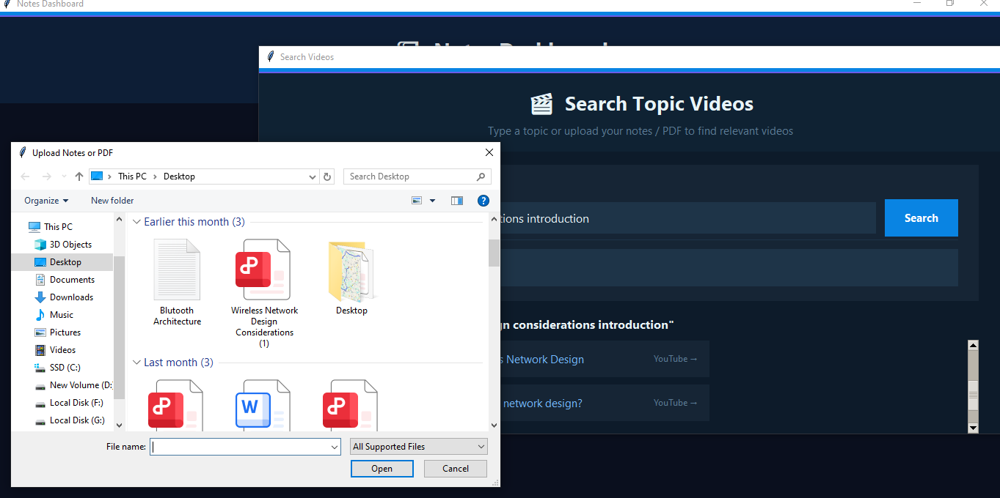 Notes Dashboard
Search Videos
Search Topic Videos
Type a topic or upload your notes / PDF to find relevant videos
Upload Notes or PDF
This PC > Desktop
Search Desktop
Organize
New folder
This PC
3D Objects
Desktop
Documents
Downloads
Music
Pictures
Videos
SSD (C:)
New Volume (D:
Local Disk (F:)
Local Disk (G:)
Earlier this month (3)
Blutooth
Architecture
Wireless Network
Design
Considerations
(1)
Desktop
Last month (3)
W
File name:
All Supported Files
Open
Cancel
tions introduction
Search
gn considerations introduction"
s Network Design
YouTube →
network design?
YouTube →